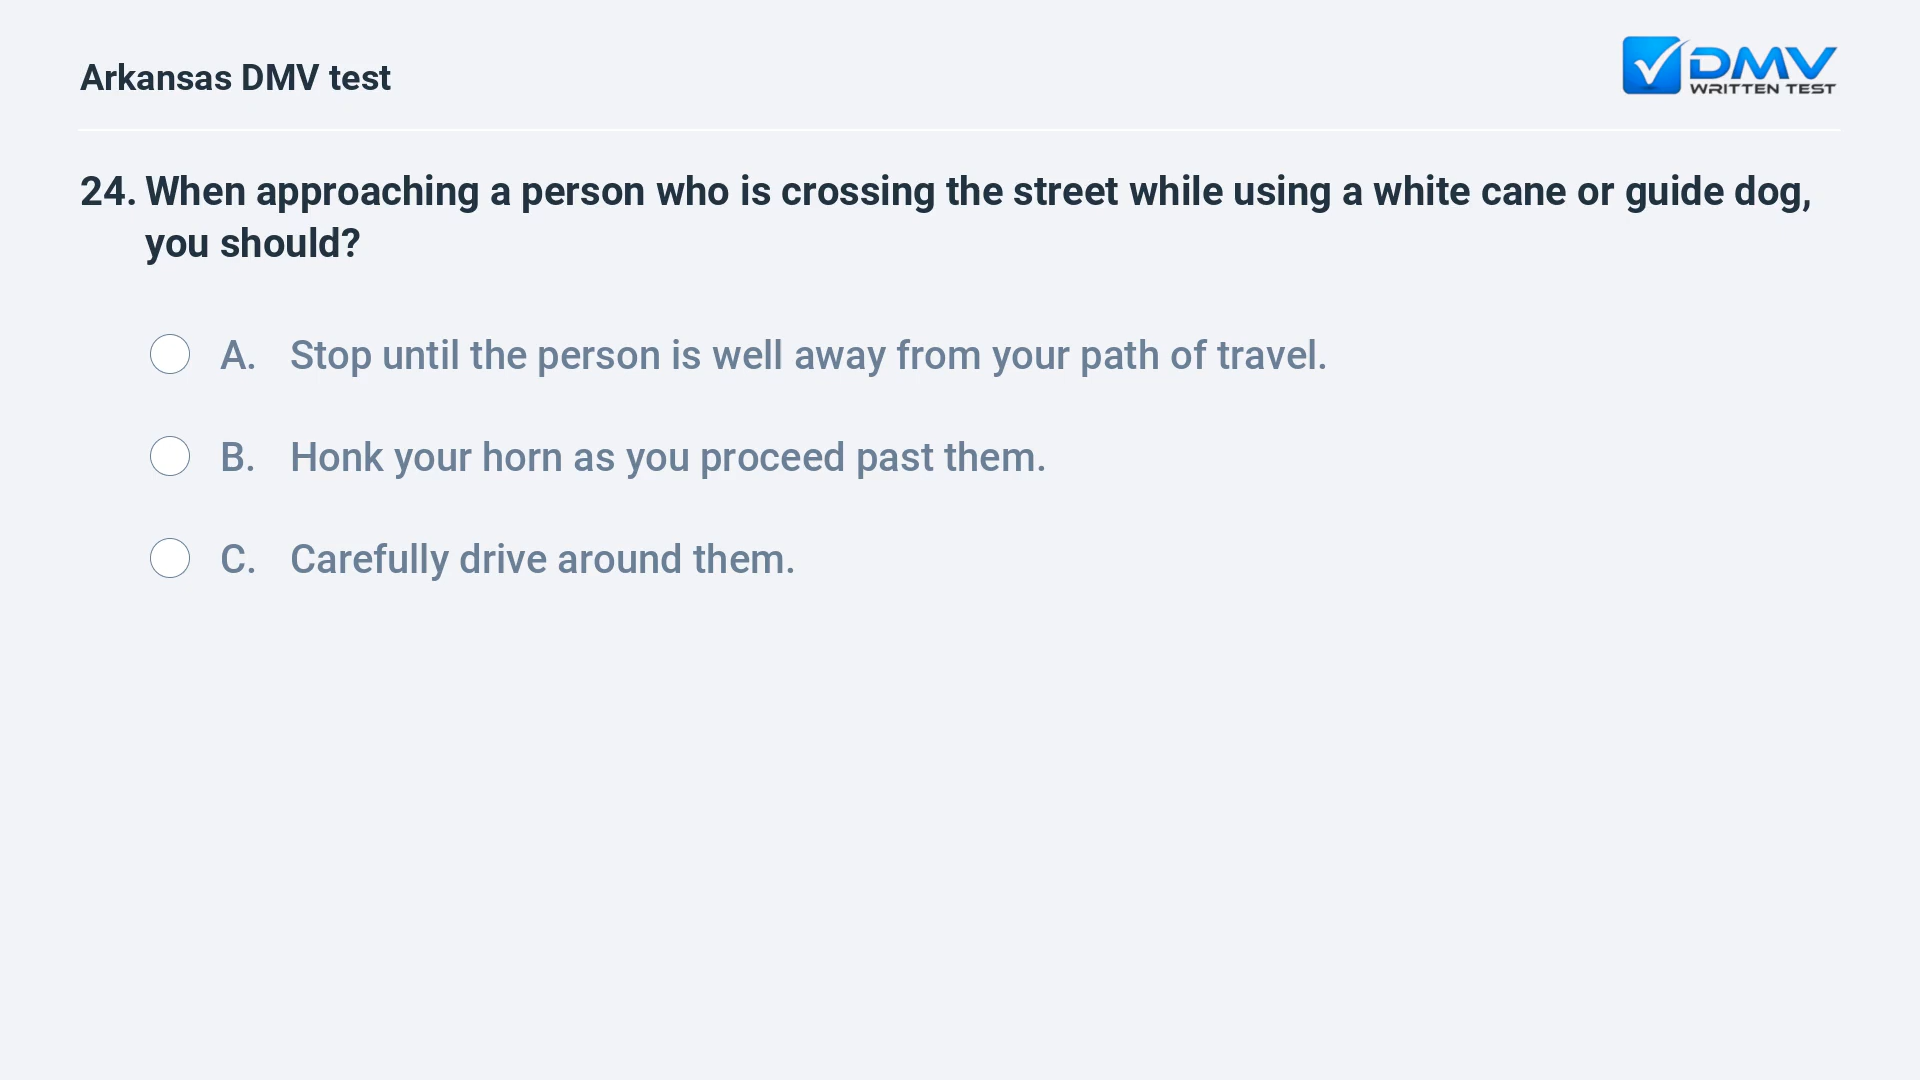 Arkansas DMV test
DMV
WRITTEN TEST
24. When approaching a person who is crossing the street while using a white cane or guide dog,
you should?
A. Stop until the person is well away from your path of travel.
B. Honk your horn as you proceed past them.
C. Carefully drive around them.